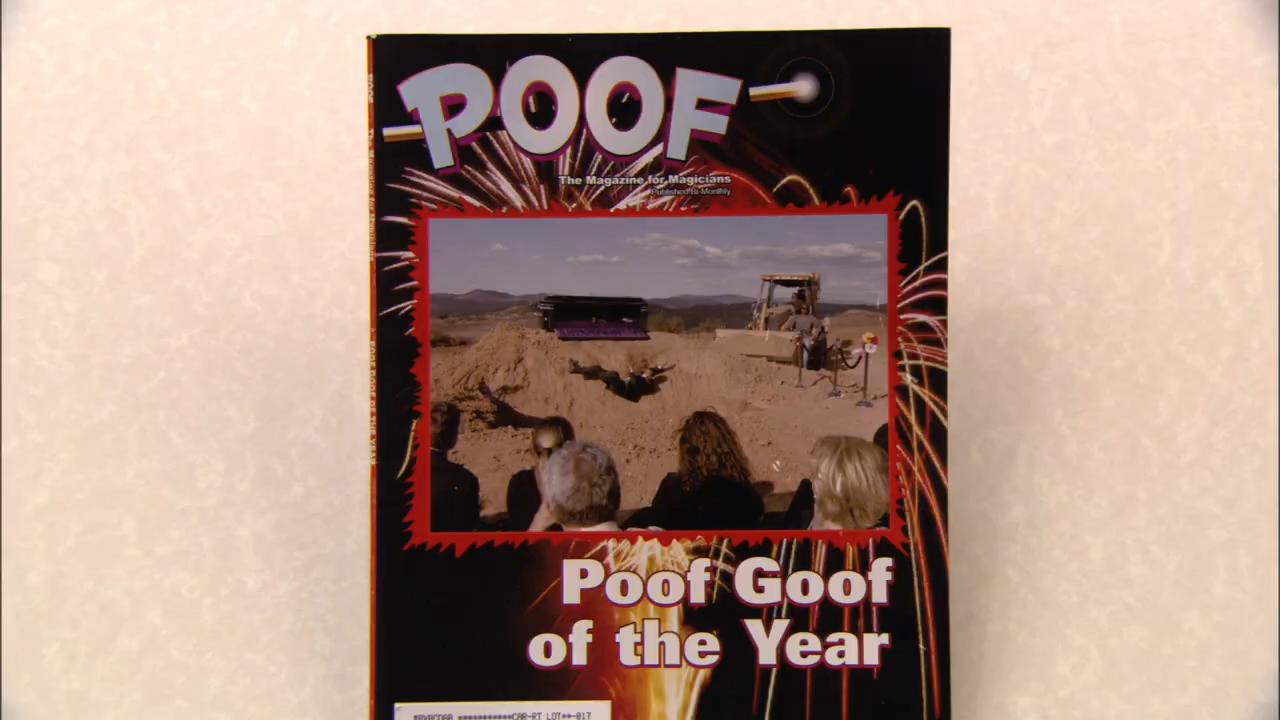 POOF
The Magazine for Magicians
Published Bi-Monthly
Poof Goof
of the Year